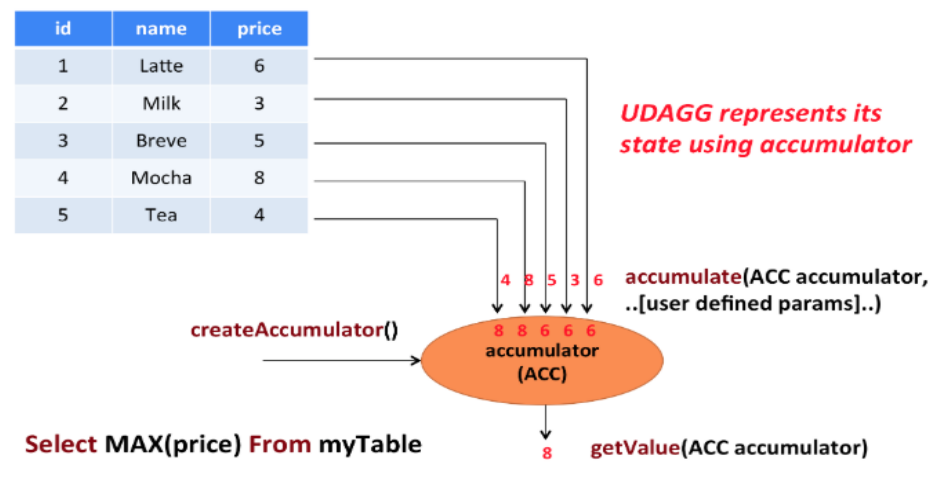 id name price
1 Latte 6
2 Milk 3
3 Breve 5
4 Mocha 8
5 Tea 4
UDAGG represents its
state using accumulator
4 8 5 3 6
accumulate(ACC accumulator,
..[user defined params]..)
createAccumulator()
8 8 6 6 6
accumulator
(ACC)
Select MAX(price) From myTable
8
getValue(ACC accumulator)